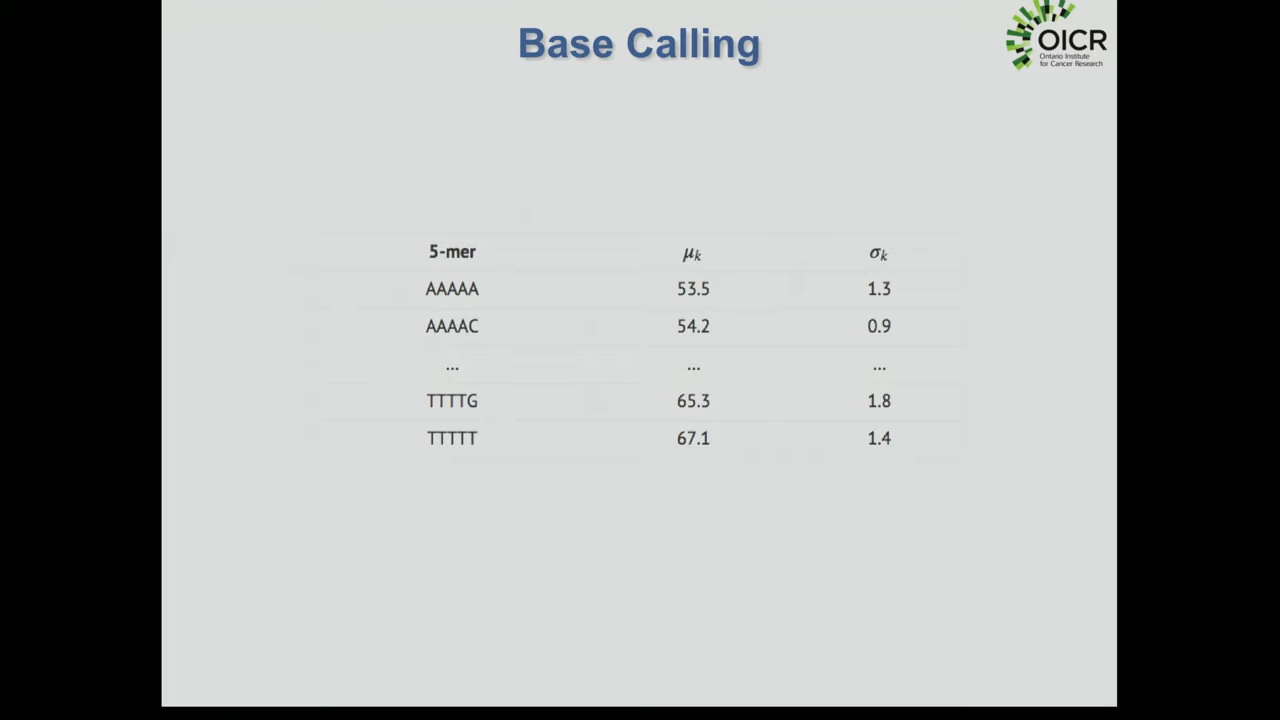 Base Calling
OICR
Ontario Institute
for Cancer Research
5-mer μk σk
AAAAA 53.5 1.3
AAAAC 54.2 0.9
... ... ...
TTTTG 65.3 1.8
TTTTT 67.1 1.4